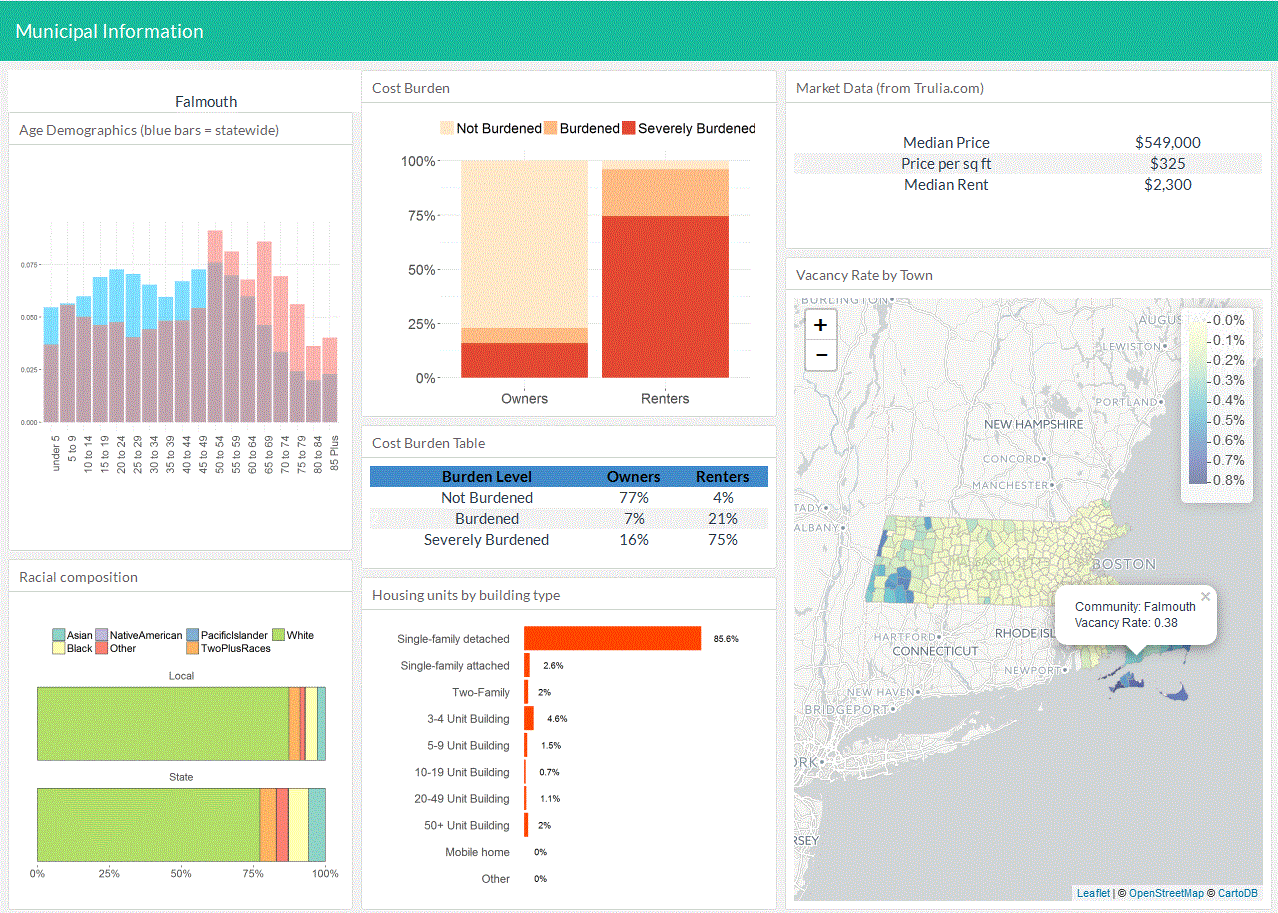 Municipal Information
Falmouth
Age Demographics (blue bars = statewide)
0.075
0.050
0.025
0.000
under 5
5 to 9
10 to 14
15 to 19
20 to 24
25 to 29
30 to 34
35 to 39
40 to 44
45 to 49
50 to 54
55 to 59
60 to 64
65 to 69
70 to 74
75 to 79
80 to 84
85 Plus
Racial composition
Asian NativeAmerican PacificIslander White
Black Other TwoPlusRaces
Local
State
0% 25% 50% 75% 100%
Cost Burden
Not Burdened Burdened Severely Burdened
100%
75%
50%
25%
0%
Owners Renters
Cost Burden Table
Burden Level Owners Renters
Not Burdened 77% 4%
Burdened 7% 21%
Severely Burdened 16% 75%
Housing units by building type
Single-family detached 85.6%
Single-family attached 2.6%
Two-Family 2%
3-4 Unit Building 4.6%
5-9 Unit Building 1.5%
10-19 Unit Building 0.7%
20-49 Unit Building 1.1%
50+ Unit Building 2%
Mobile home 0%
Other 0%
Market Data (from Trulia.com)
Median Price $549,000
Price per sq ft $325
Median Rent $2,300
Vacancy Rate by Town
+
−
BURLINGTON
AUGUSTA
LEWISTON
PORTLAND
NEW HAMPSHIRE
CONCORD
MANCHESTER
TADY
ALBANY
MASSACHUSETTS
BOSTON
HARTFORD
CONNECTICUT
RHODE ISL
NEWPORT
NEW HAVEN
BRIDGEPORT
ORK
RSEY
0.0%
0.1%
0.2%
0.3%
0.4%
0.5%
0.6%
0.7%
0.8%
×
Community: Falmouth
Vacancy Rate: 0.38
Leaflet | © OpenStreetMap © CartoDB